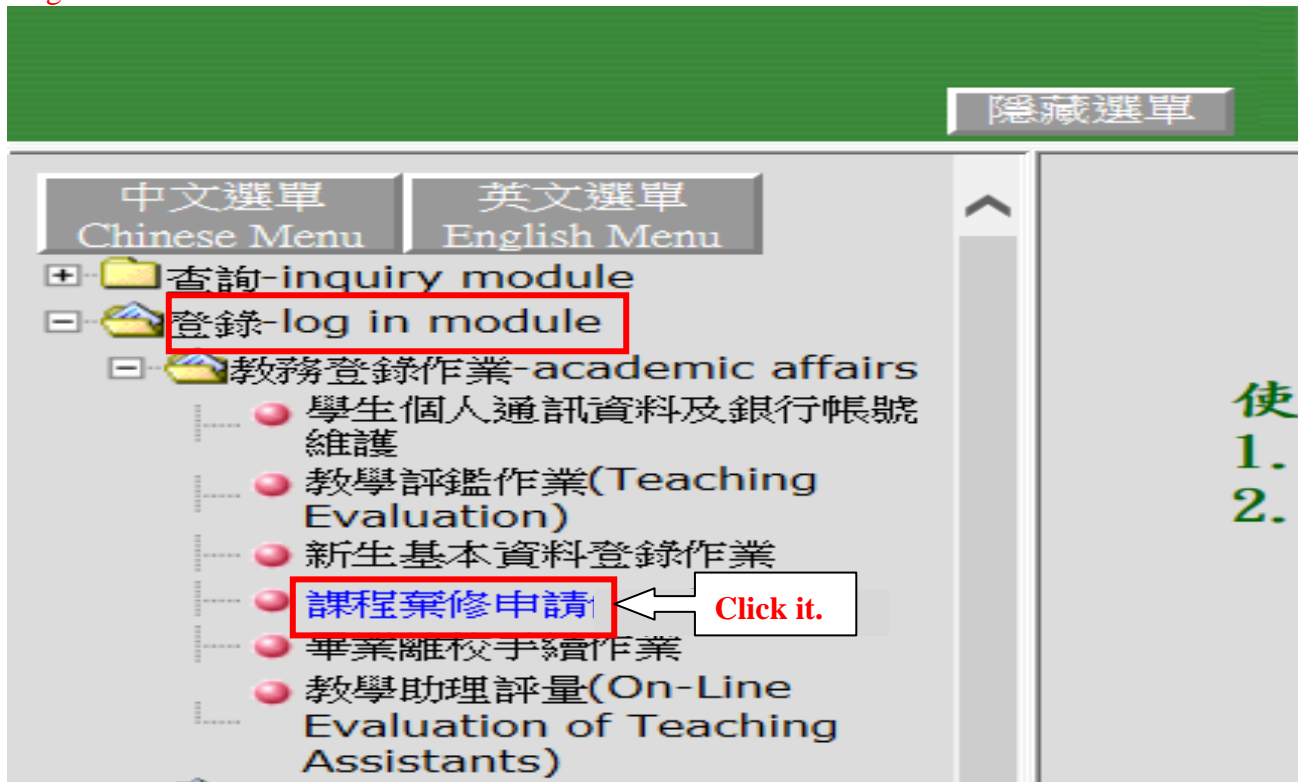 隱藏選單
中文選單
Chinese Menu
英文選單
English Menu
查詢-inquiry module
登錄-log in module
教務登錄作業-academic affairs
學生個人通訊資料及銀行帳號
維護
教學評鑑作業(Teaching
Evaluation)
新生基本資料登錄作業
課程棄修申請
Click it.
畢業離校手續作業
教學助理評量(On-Line
Evaluation of Teaching
Assistants)
使
1.
2.